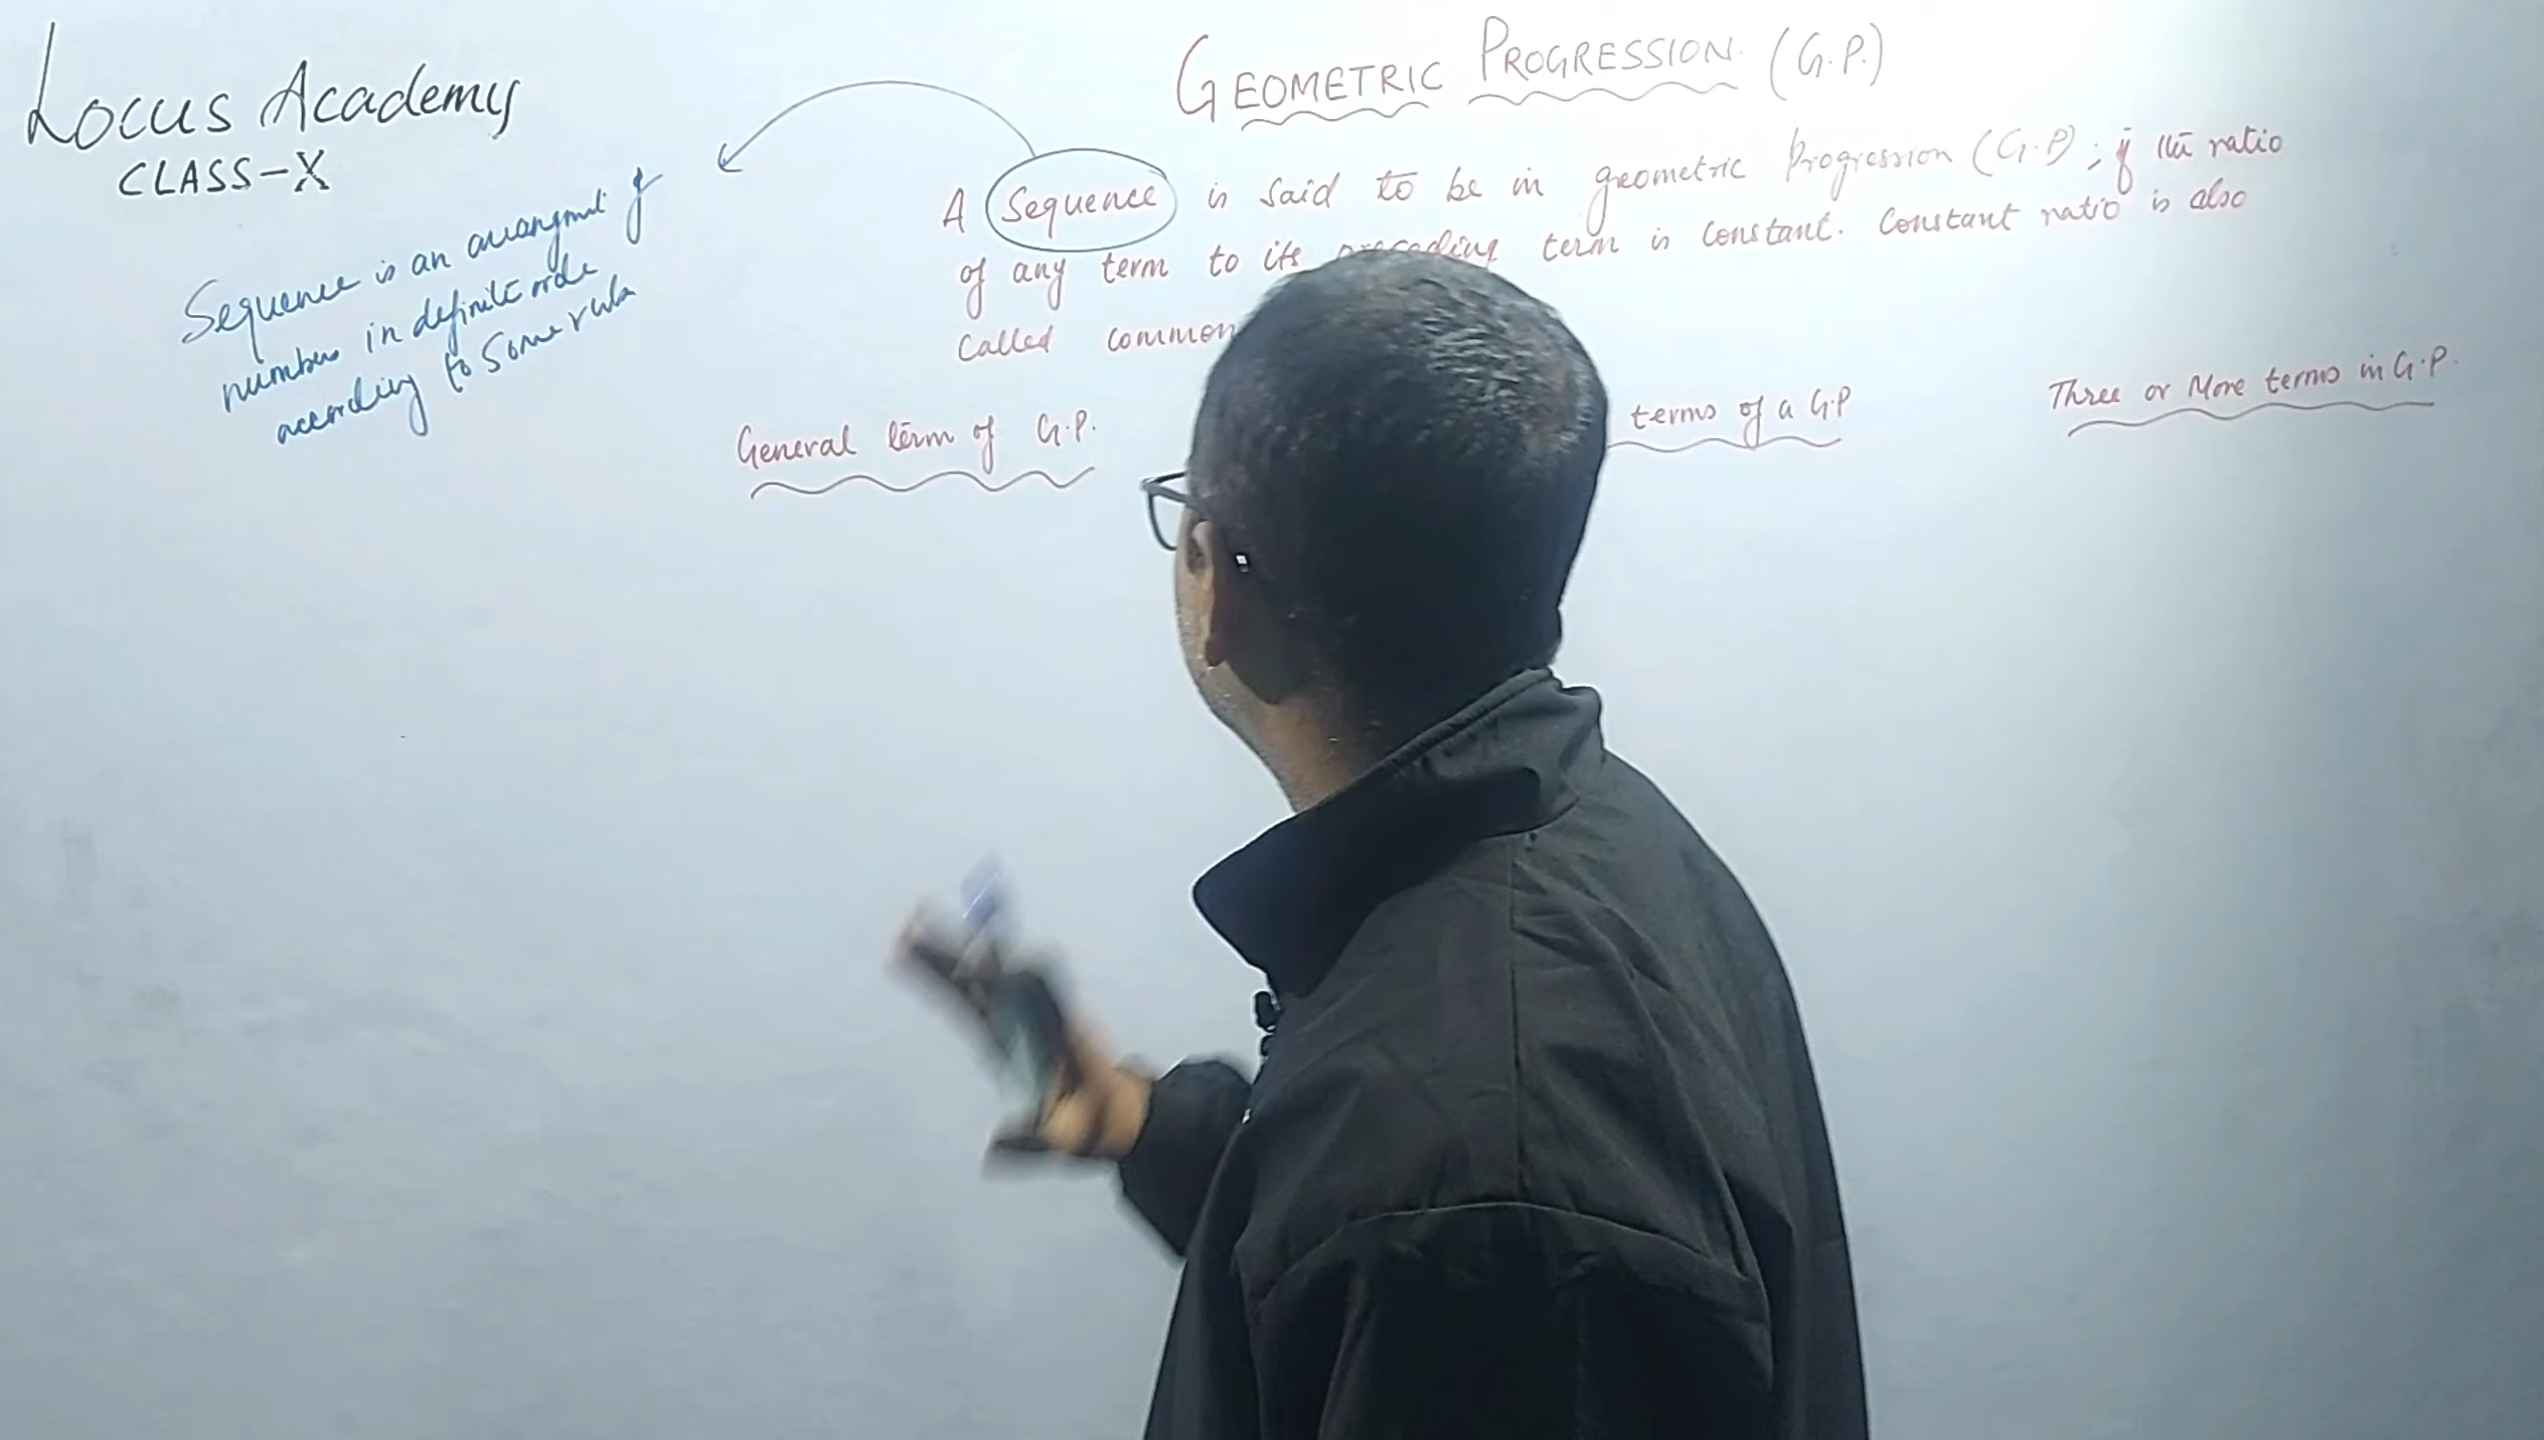 Locus Academy
CLASS-X
Sequence is an arrangment of
numbers in definite order
according to some rule
GEOMETRIC PROGRESSION. (G.P.)
A Sequence is said to be in geometric Progression (G.P); if the ratio
of any term to its preceding term is constant. Constant ratio is also
called common
General term of G.P.
terms of a G.P
Three or More terms in G.P.